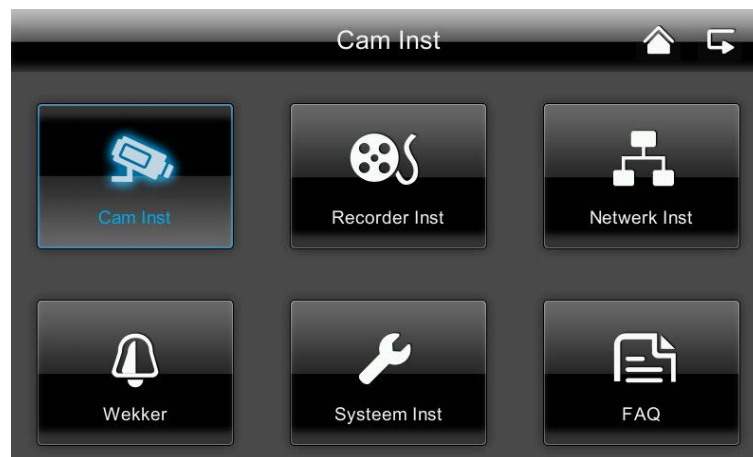 Cam Inst
Cam Inst
Recorder Inst
Netwerk Inst
Wekker
Systeem Inst
FAQ